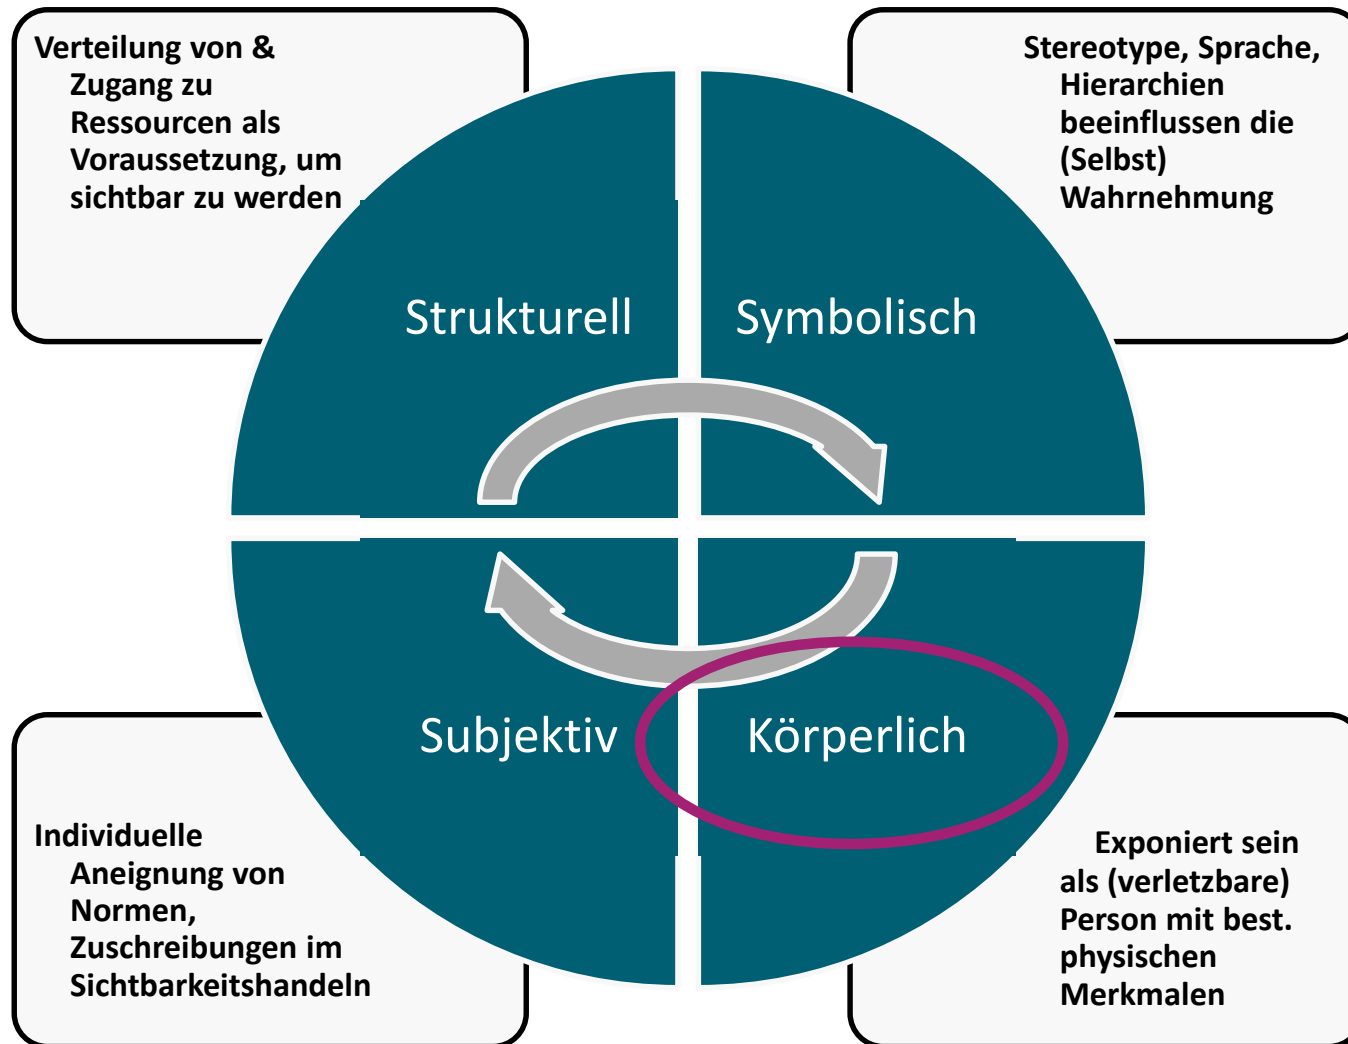 Verteilung von &
Zugang zu
Ressourcen als
Voraussetzung, um
sichtbar zu werden
Stereotype, Sprache,
Hierarchien
beeinflussen die
(Selbst)
Wahrnehmung
Strukturell
Symbolisch
Subjektiv
Körperlich
Individuelle
Aneignung von
Normen,
Zuschreibungen im
Sichtbarkeitshandeln
Exponiert sein
als (verletzbare)
Person mit best.
physischen
Merkmalen